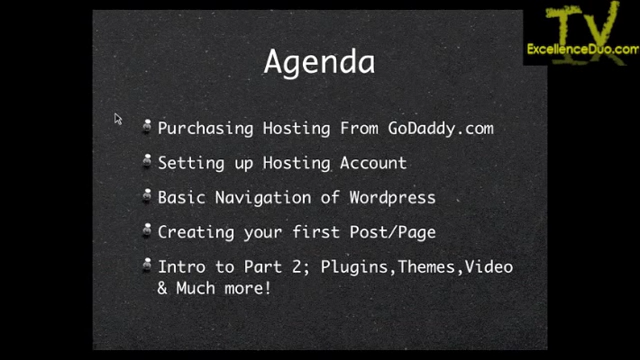 TV
ExcellenceDuo.com
Agenda
Purchasing Hosting From GoDaddy.com
Setting up Hosting Account
Basic Navigation of Wordpress
Creating your first Post/Page
Intro to Part 2; Plugins,Themes,Video
& Much more!